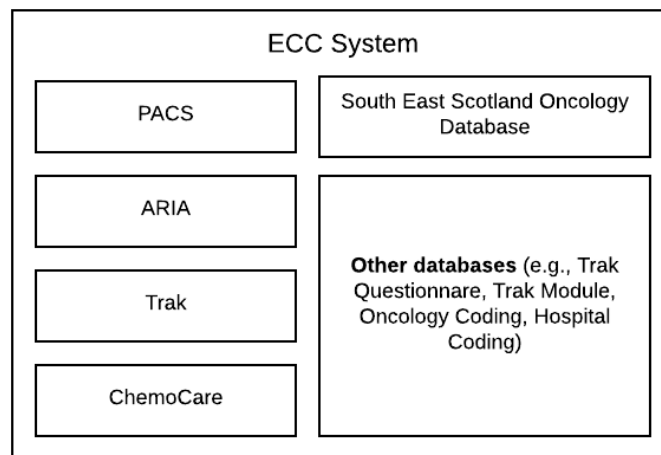 ECC System
PACS
South East Scotland Oncology
Database
ARIA
Other databases (e.g., Trak
Questionnare, Trak Module,
Oncology Coding, Hospital
Coding)
Trak
ChemoCare